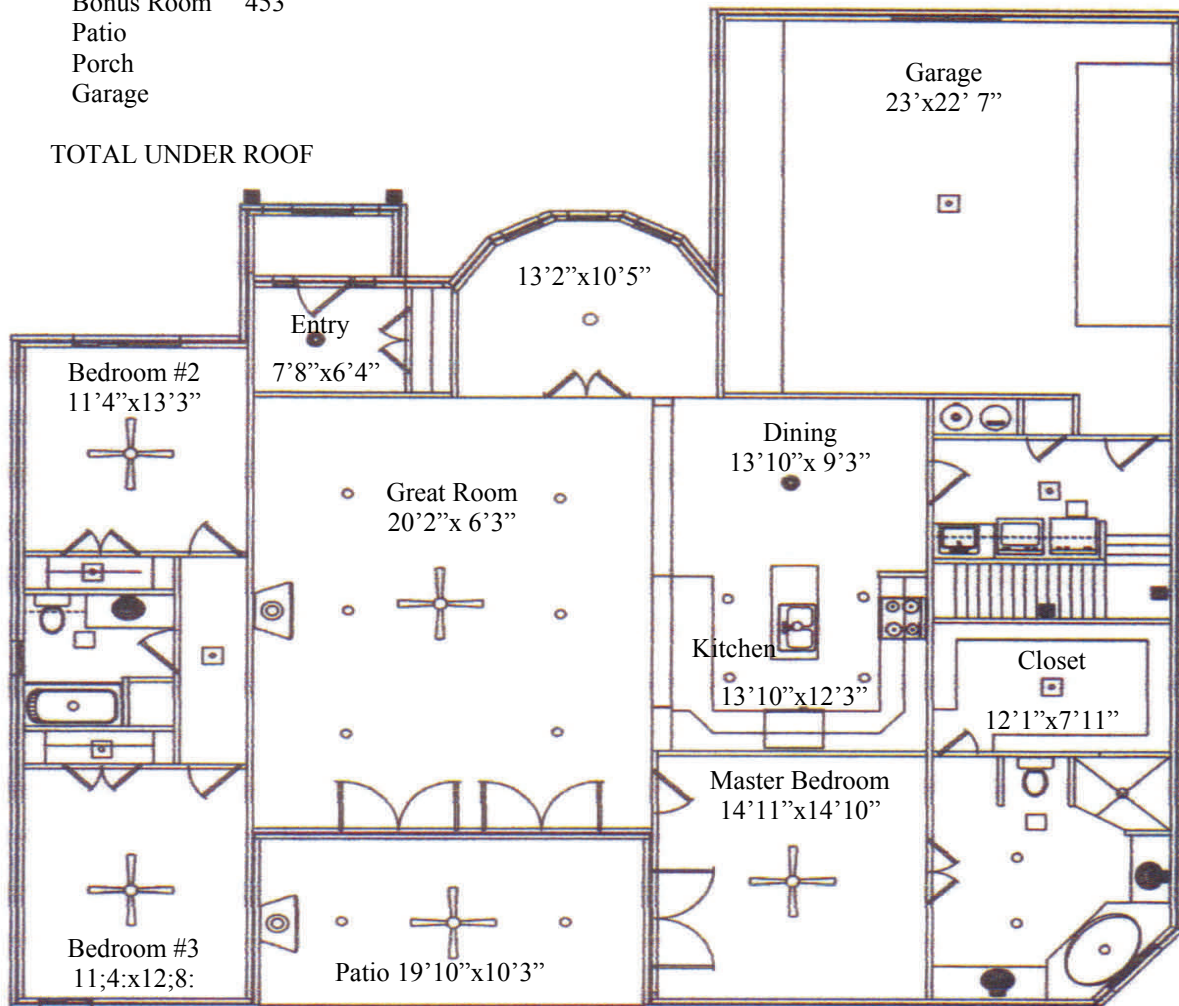 Bonus Room 453
Patio
Porch
Garage
TOTAL UNDER ROOF
Garage
23’x22’ 7”
13’2”x10’5”
Entry
7’8”x6’4”
Bedroom #2
11’4”x13’3”
Dining
13’10”x 9’3”
Great Room
20’2”x 6’3”
Kitchen
13’10”x12’3”
Closet
12’1”x7’11”
Master Bedroom
14’11”x14’10”
Bedroom #3
11;4:x12;8:
Patio 19’10”x10’3”